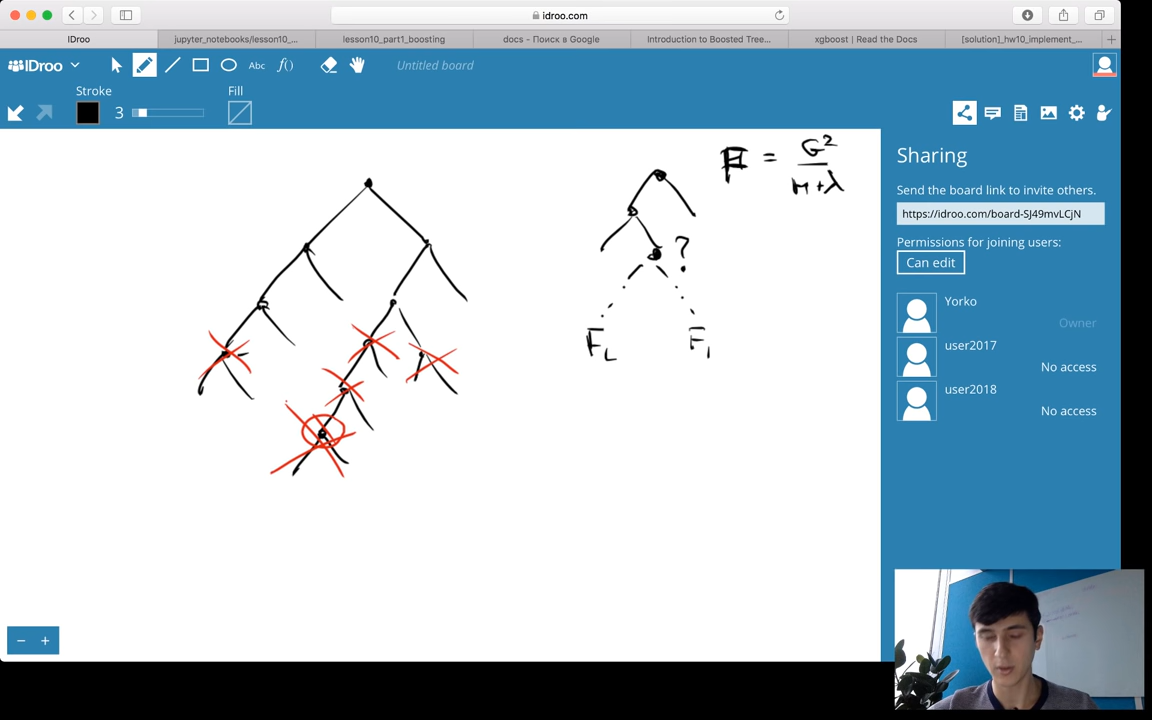 idroo.com
IDroo
jupyter_notebooks/lesson10_...
lesson10_part1_boosting
docs - Поиск в Google
Introduction to Boosted Tree...
xgboost | Read the Docs
[solution]_hw10_implement_...
IDroo
Abc
f()
Untitled board
Stroke
Fill
3
F = G² / H+λ
?
F_L
Sharing
Send the board link to invite others.
https://idroo.com/board-SJ49mvLCjN
Permissions for joining users:
Can edit
Yorko
Owner
user2017
No access
user2018
No access